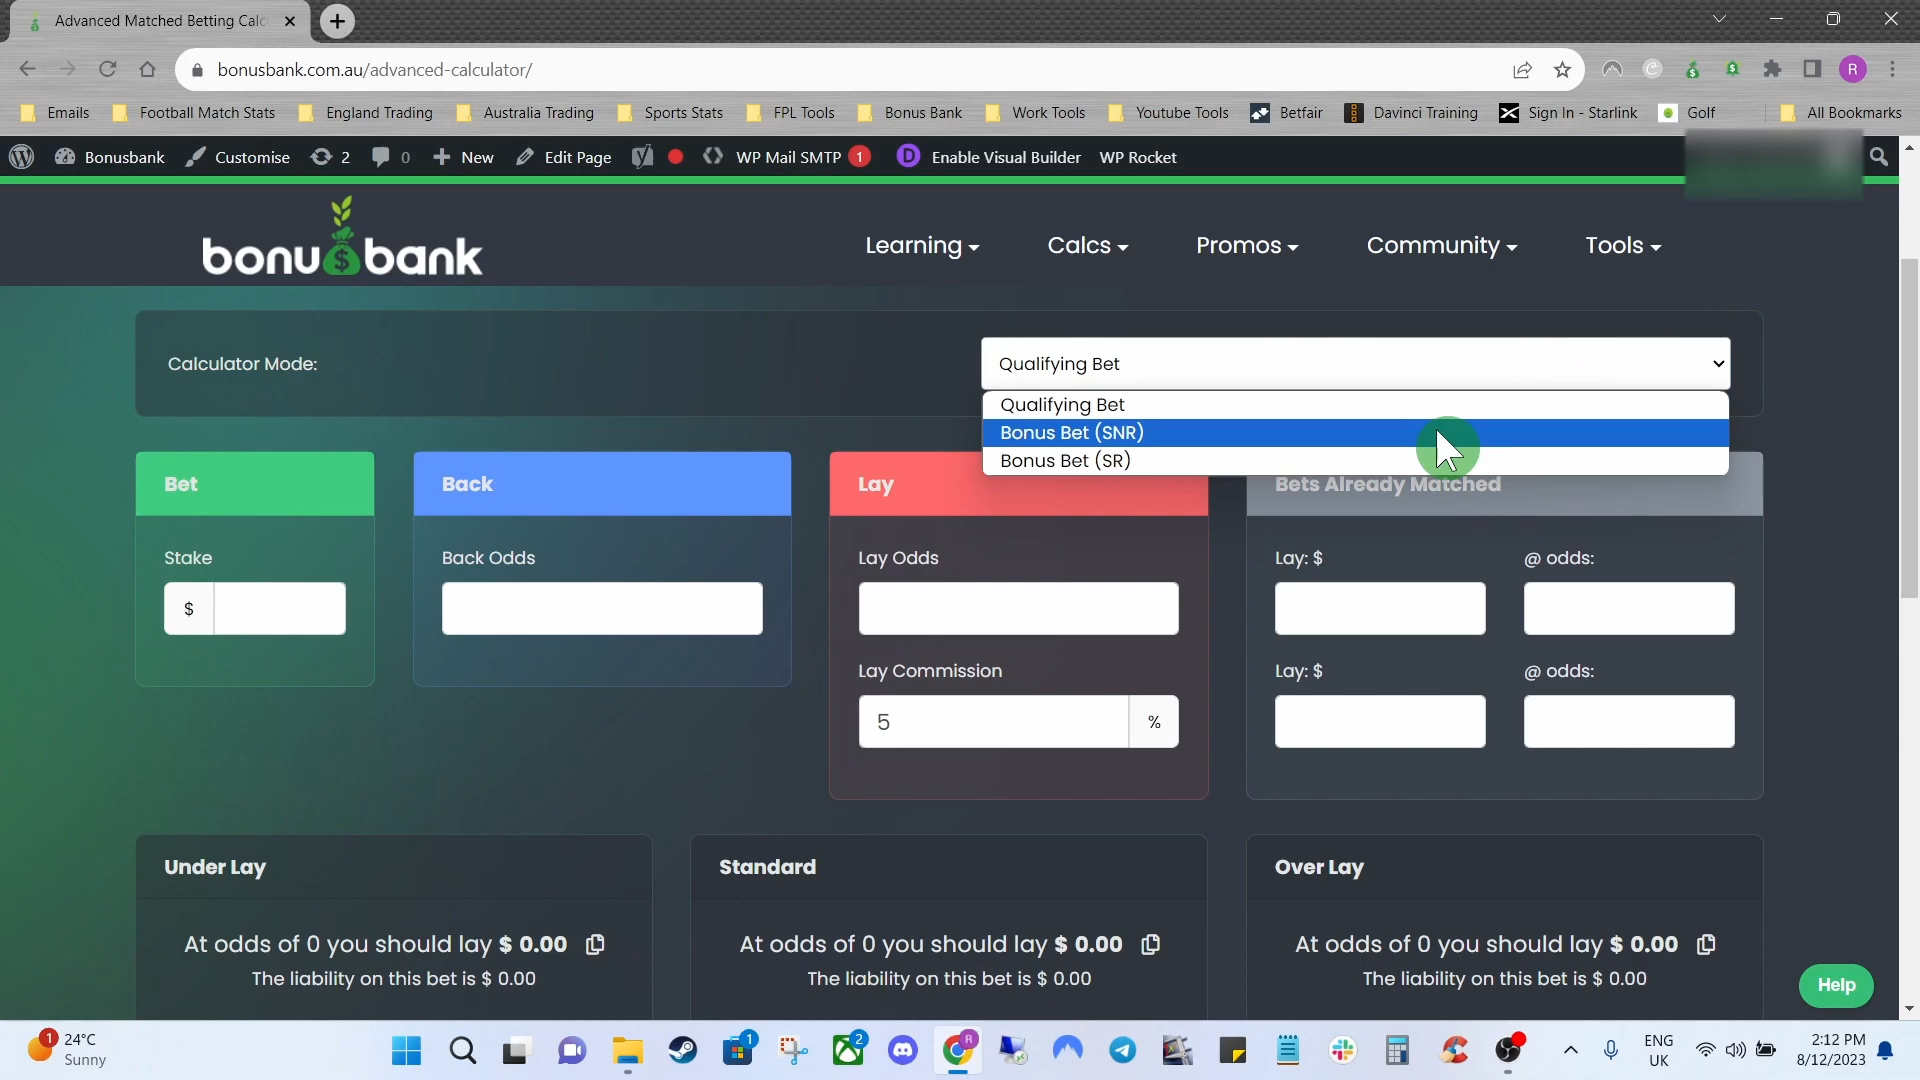 Advanced Matched Betting Calc
bonusbank.com.au/advanced-calculator/
R
Emails
Football Match Stats
England Trading
Australia Trading
Sports Stats
FPL Tools
Bonus Bank
Work Tools
Youtube Tools
Betfair
Davinci Training
Sign In - Starlink
Golf
All Bookmarks
Bonusbank
Customise
2
0
New
Edit Page
WP Mail SMTP 1
D Enable Visual Builder
WP Rocket
bonu$bank
Learning
Calcs
Promos
Community
Tools
Calculator Mode:
Qualifying Bet
Qualifying Bet
Bonus Bet (SNR)
Bonus Bet (SR)
Bet
Back
Lay
Bets Already Matched
Stake
Back Odds
Lay Odds
Lay: $
@ odds:
$
Lay Commission
Lay: $
@ odds:
5
%
Under Lay
Standard
Over Lay
At odds of 0 you should lay $ 0.00
The liability on this bet is $ 0.00
At odds of 0 you should lay $ 0.00
The liability on this bet is $ 0.00
At odds of 0 you should lay $ 0.00
The liability on this bet is $ 0.00
Help
1
24°C
Sunny
1
2
R
ENG
UK
2:12 PM
8/12/2023